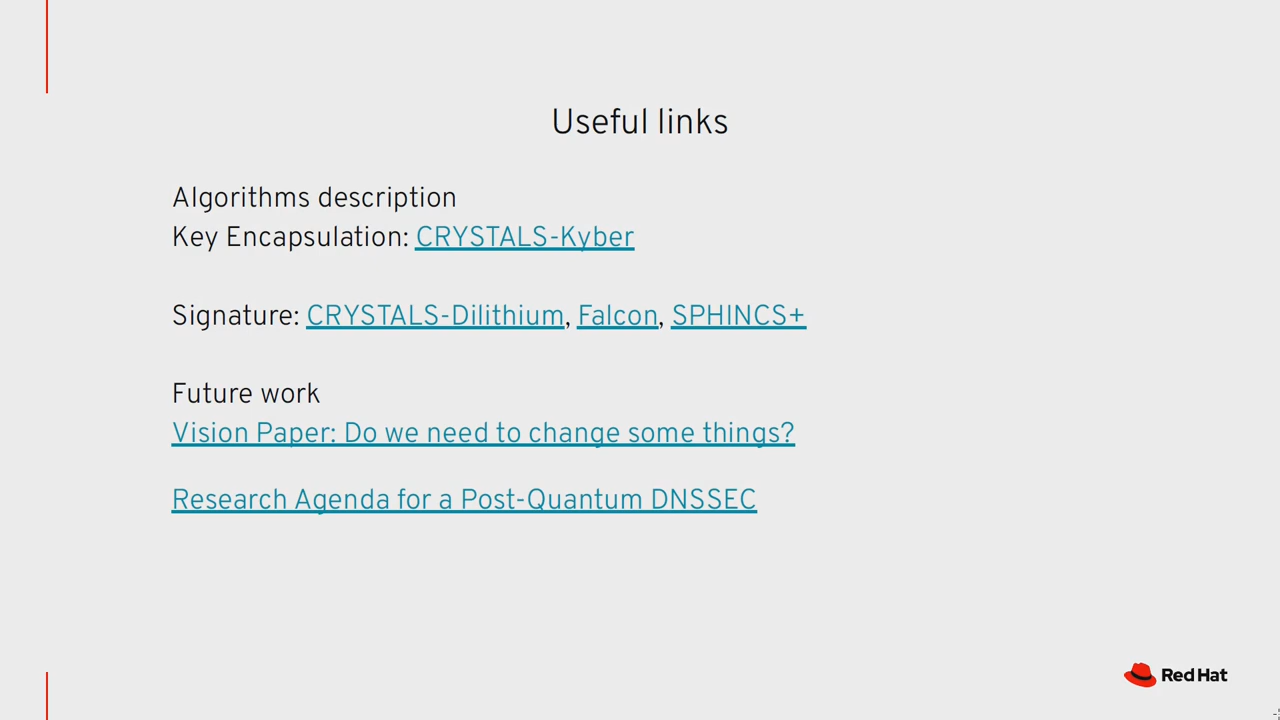 Useful links
Algorithms description
Key Encapsulation: CRYSTALS-Kyber
Signature: CRYSTALS-Dilithium, Falcon, SPHINCS+
Future work
Vision Paper: Do we need to change some things?
Research Agenda for a Post-Quantum DNSSEC
Red Hat